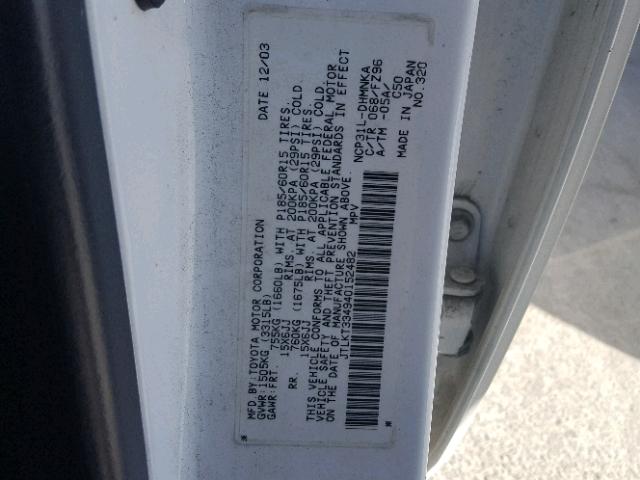 MFD BY:TOYOTA MOTOR CORPORATION DATE 12/03
GVWR:1505KG (3315LB)
GAWR:FRT. 755KG (1660LB) WITH P185/60R15 TIRES.
15X6JJ RIMS. AT 200KPA (29PSI) COLD
RR. 760KG (1675LB) WITH P185/60R15 TIRES.
15X6JJ RIMS. AT 200KPA (29PSI) COLD
THIS VEHICLE CONFORMS TO ALL APPLICABLE FEDERAL MOTOR
VEHICLE SAFETY AND THEFT PREVENTION STANDARDS IN EFFECT
ON THE DATE OF MANUFACTURE SHOWN ABOVE.
JTLKT334940152482 MPV
NCP31L-DHMNKA
C/TR 068/FZ96
A/TM -05A/
C50
MADE IN JAPAN
NO.320